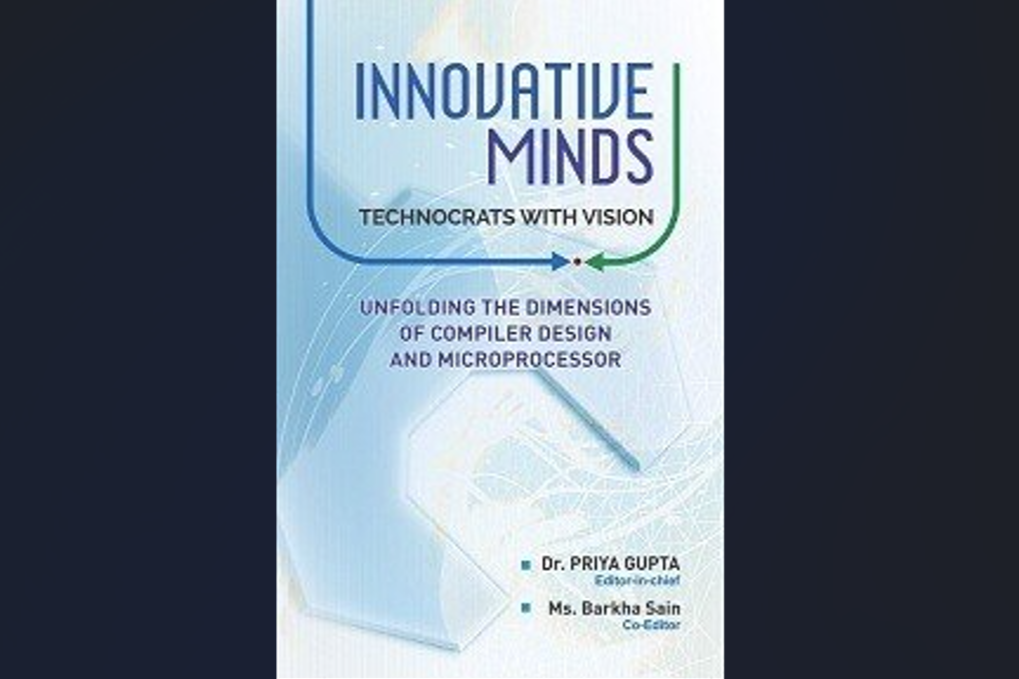 INNOVATIVE
MINDS
TECHNOCRATS WITH VISION
UNFOLDING THE DIMENSIONS
OF COMPILER DESIGN
AND MICROPROCESSOR
Dr. PRIYA GUPTA
Editor-in-chief
Ms. Barkha Sain
Co-Editor